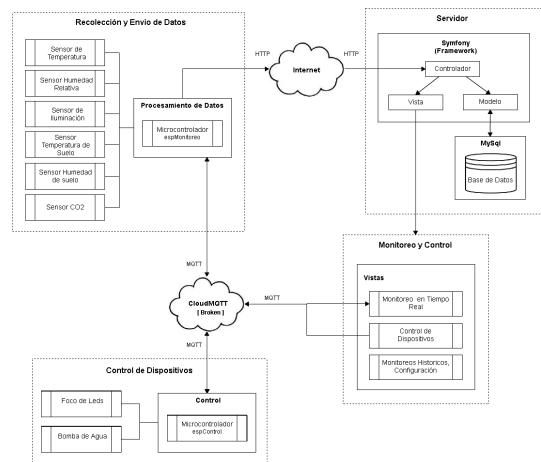 Recolección y Envío de Datos
Sensor de
Temperatura
Sensor Humedad
Relativa
Sensor de
Iluminación
Sensor
Temperatura de
Suelo
Sensor Humedad
de suelo
Sensor CO2
Procesamiento de Datos
Microcontrolador
espMonitoreo
HTTP
Internet
HTTP
Servidor
Symfony
(Framework)
Controlador
Vista
Modelo
MySql
Base de Datos
MQTT
CloudMQTT
[ Broken ]
MQTT
MQTT
Monitoreo y Control
Vistas
Monitoreo en Tiempo
Real
Control de
Dispositivos
Monitoreos Historicos,
Configuración
Control de Dispositivos
Foco de Leds
Bomba de Agua
Control
Microcontrolador
espControl